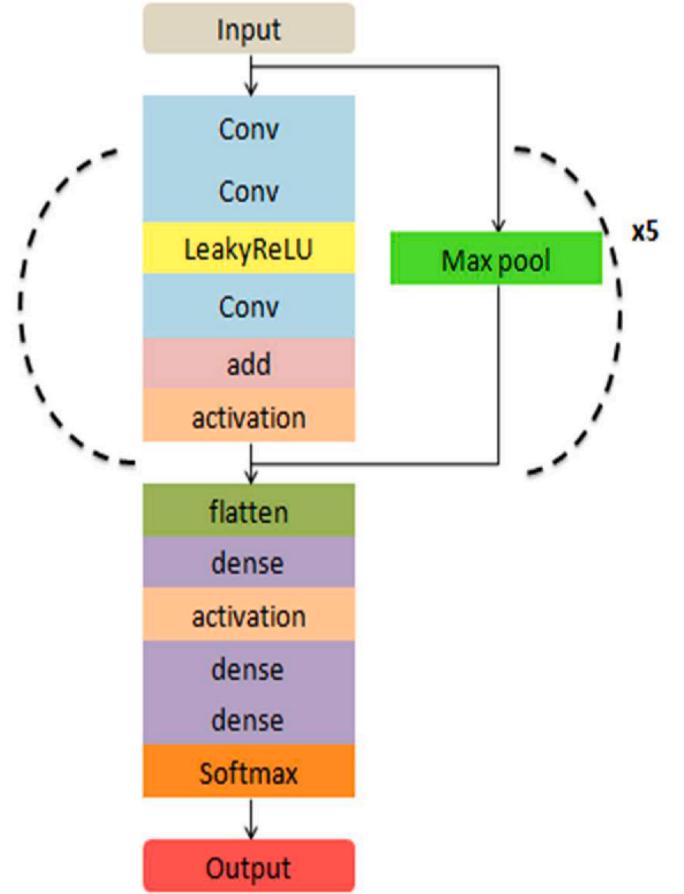 Input
Conv
Conv
LeakyReLU
Conv
add
activation
Max pool
x5
flatten
dense
activation
dense
dense
Softmax
Output